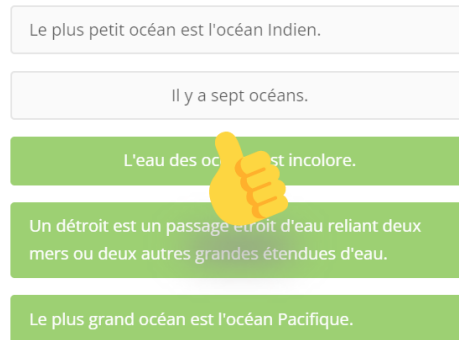 Le plus petit océan est l'océan Indien.
Il y a sept océans.
L'eau des est incolore.
Un détroit est un passage étroit d'eau reliant deux
mers ou deux autres grandes étendues d'eau.
Le plus grand océan est l'océan Pacifique.